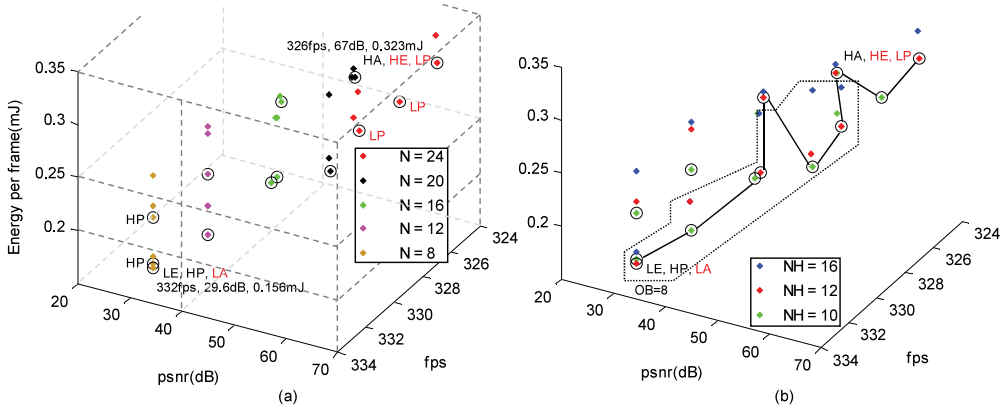 326fps, 67dB, 0.323mJ
HA, HE, LP
LP
LP
N = 24
N = 20
N = 16
N = 12
N = 8
HP
HP
LE, HP, LA
332fps, 29.6dB, 0.156mJ
Energy per frame(mJ)
0.35
0.3
0.25
0.2
20
30
40
50
60
70
psnr(dB)
324
326
328
330
332
334
fps
(a)
HA, HE, LP
LE, HP, LA
OB=8
NH = 16
NH = 12
NH = 10
0.35
0.3
0.25
0.2
20
30
40
50
60
70
psnr(dB)
324
326
328
330
332
334
fps
(b)